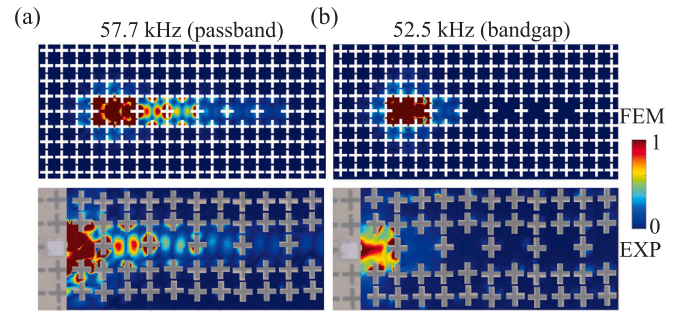 (a)
57.7 kHz (passband)
(b)
52.5 kHz (bandgap)
FEM
1
0
EXP